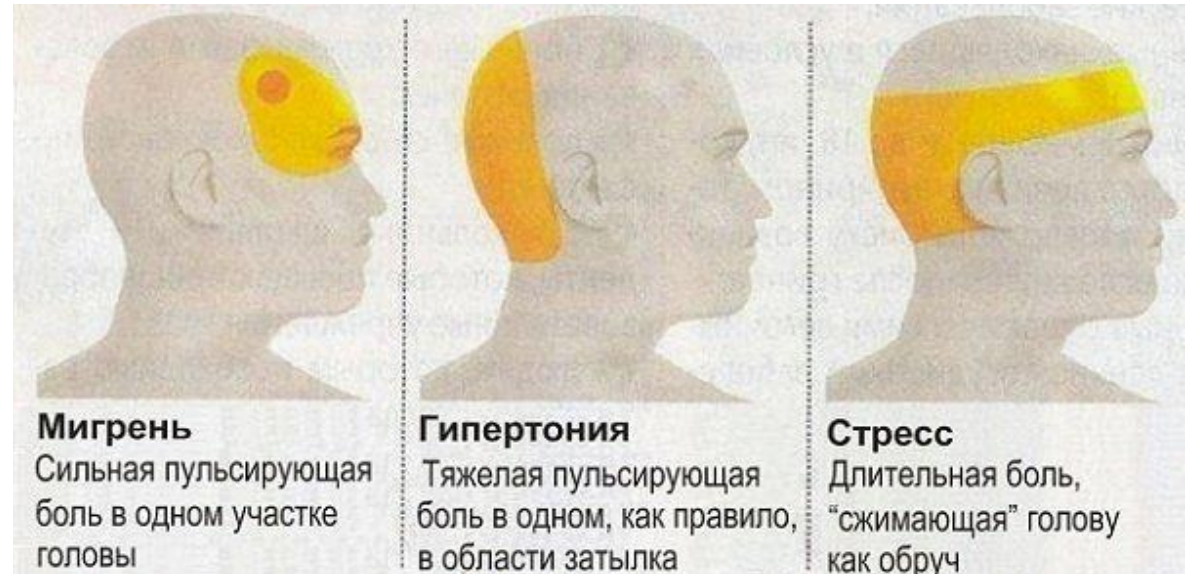 Мигрень
Сильная пульсирующая
боль в одном участке
головы
Гипертония
Тяжелая пульсирующая
боль в одном, как правило,
в области затылка
Стресс
Длительная боль,
“сжимающая” голову
как обруч